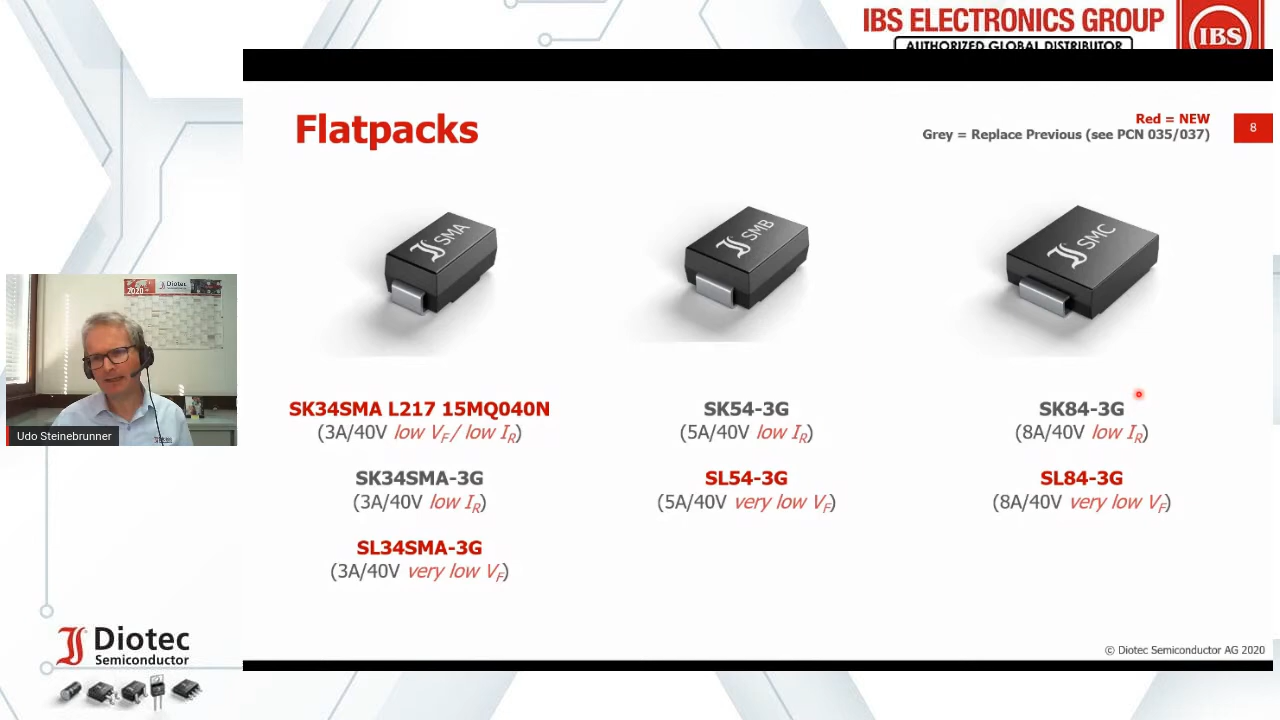 IBS ELECTRONICS GROUP
AUTHORIZED GLOBAL DISTRIBUTOR
IBS
Flatpacks
Red = NEW
Grey = Replace Previous (see PCN 035/037)
8
SMA
SMB
SMC
SK34SMA L217 15MQ040N
(3A/40V low VF / low IR)
SK34SMA-3G
(3A/40V low IR)
SL34SMA-3G
(3A/40V very low VF)
SK54-3G
(5A/40V low IR)
SL54-3G
(5A/40V very low VF)
SK84-3G
(8A/40V low IR)
SL84-3G
(8A/40V very low VF)
2020
Diotec
Udo Steinebrunner
Diotec
Semiconductor
© Diotec Semiconductor AG 2020